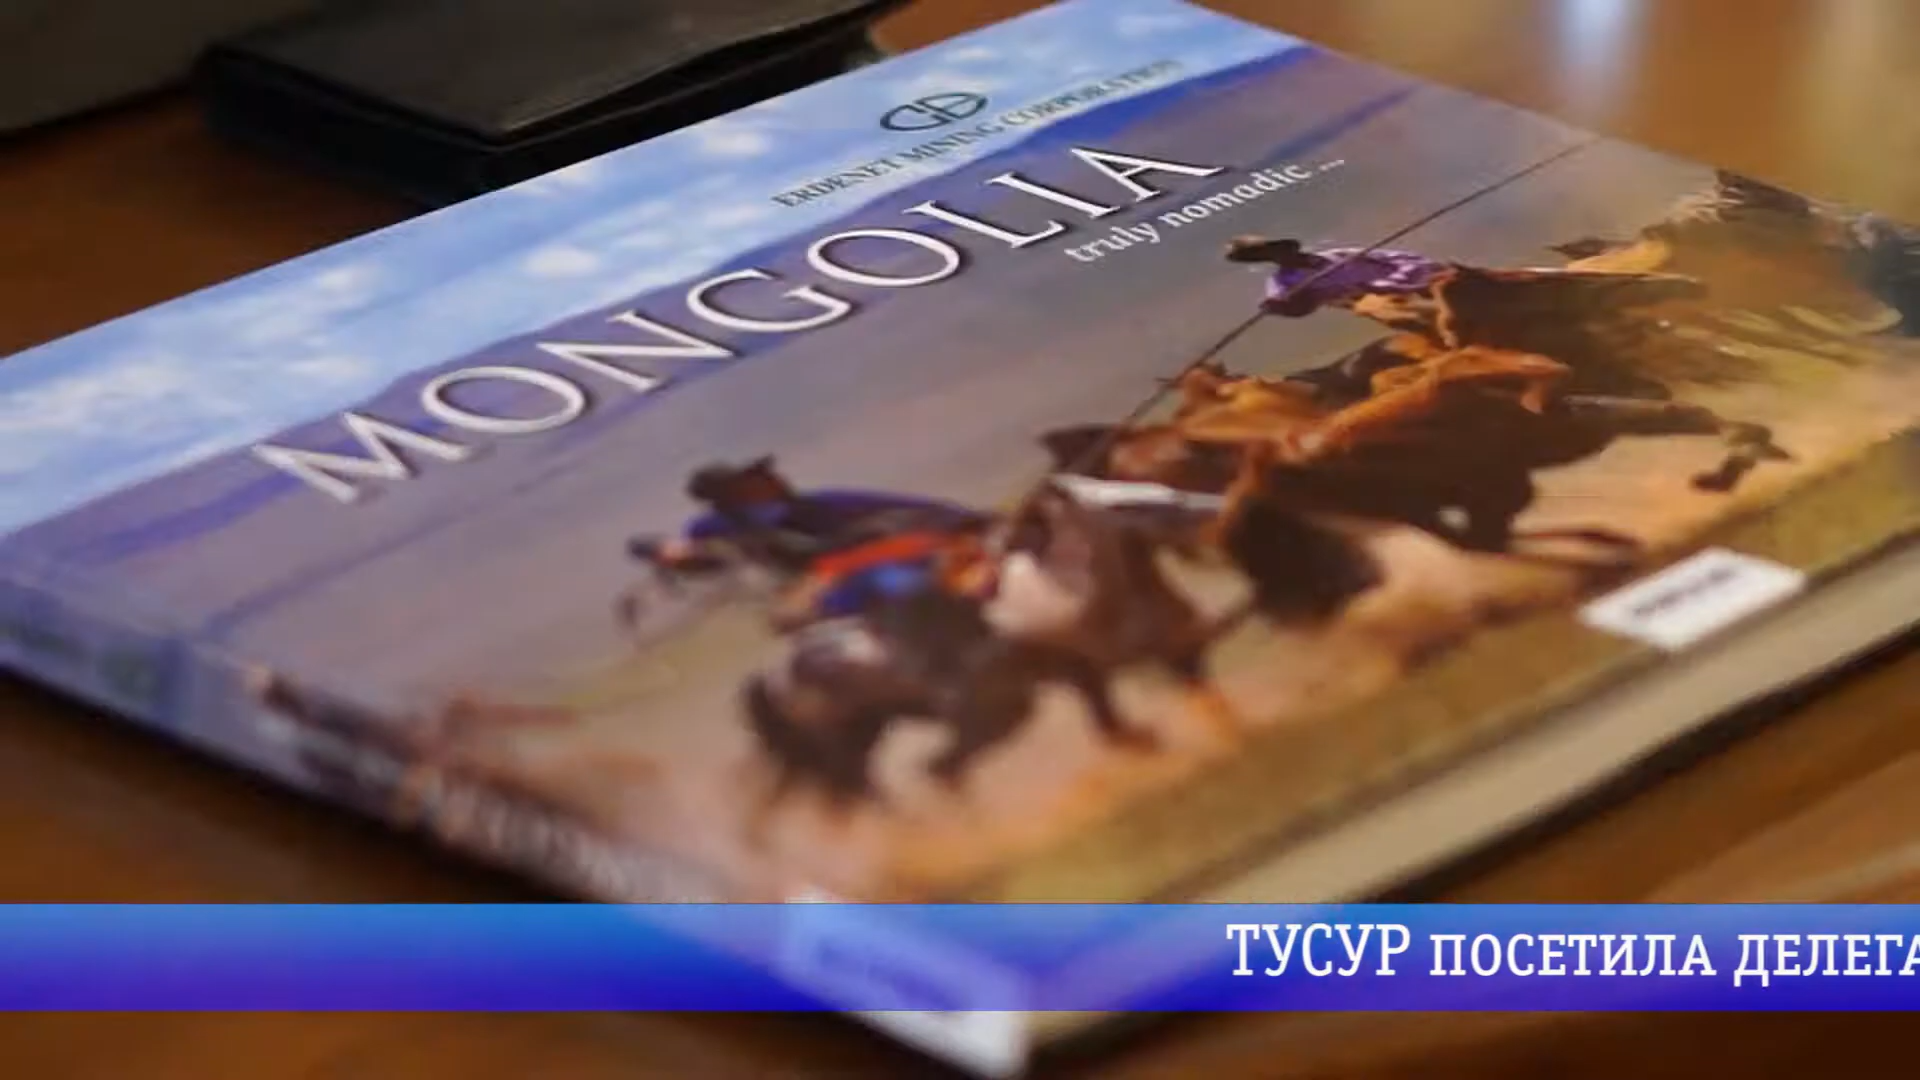 ERDENET MINING CORPORATION
MONGOLIA
truly nomadic ...
ТУСУР ПОСЕТИЛА ДЕЛЕГА